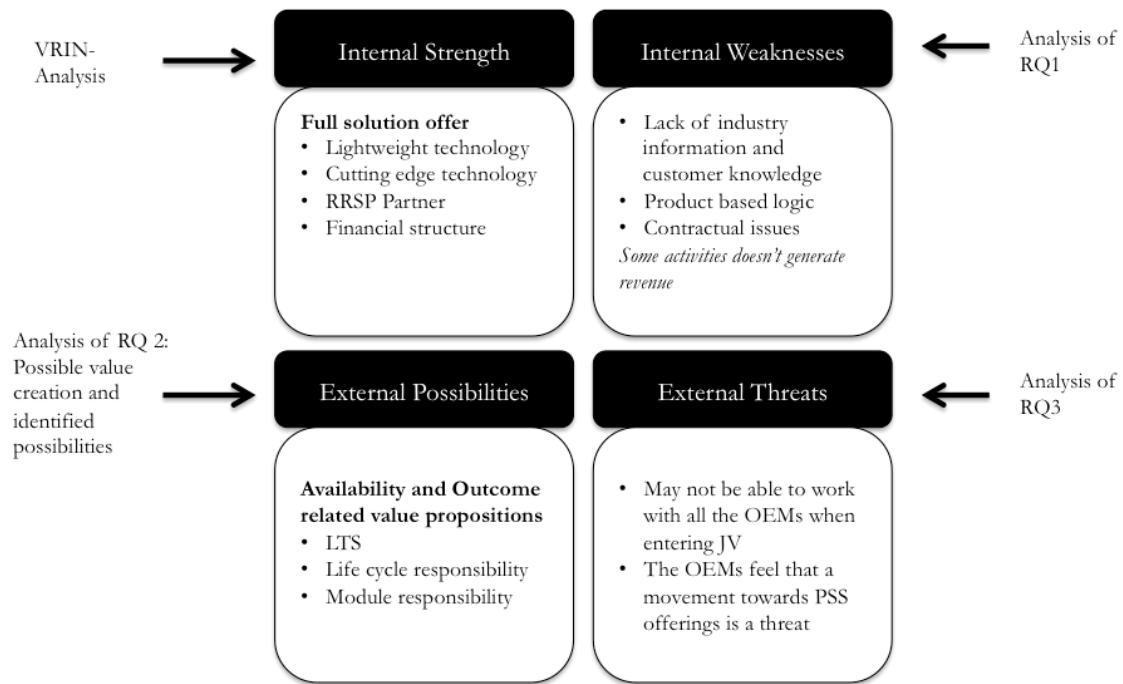 VRIN-
Analysis
Internal Strength
Full solution offer
• Lightweight technology
• Cutting edge technology
• RRSP Partner
• Financial structure
Internal Weaknesses
• Lack of industry
information and
customer knowledge
• Product based logic
• Contractual issues
Some activities doesn't generate
revenue
Analysis of
RQ1
Analysis of RQ 2:
Possible value
creation and
identified
possibilities
External Possibilities
Availability and Outcome
related value propositions
• LTS
• Life cycle responsibility
• Module responsibility
External Threats
• May not be able to work
with all the OEMs when
entering JV
• The OEMs feel that a
movement towards PSS
offerings is a threat
Analysis of
RQ3